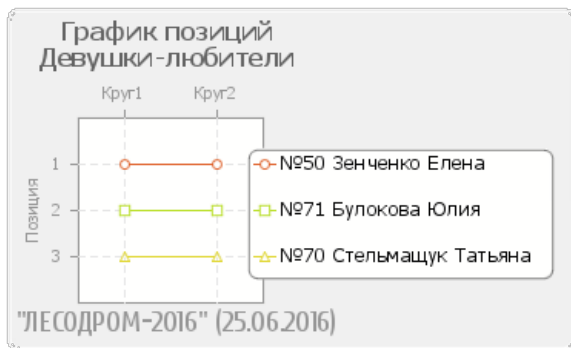 График позиций
Девушки-любители
Круг1 Круг2
Позиция
1
2
3
№50 Зенченко Елена
№71 Булокова Юлия
№70 Стельмащук Татьяна
"ЛЕСОДРОМ-2016" (25.06.2016)